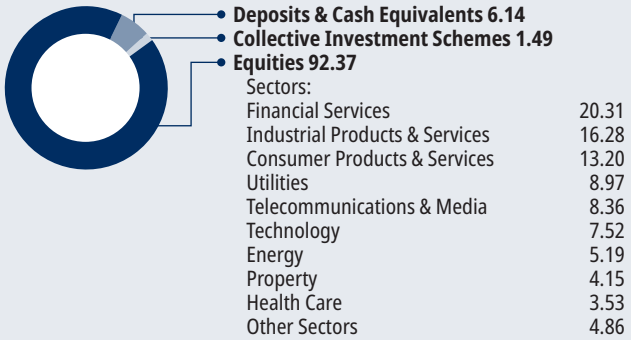 Deposits & Cash Equivalents 6.14
Collective Investment Schemes 1.49
Equities 92.37
Sectors:
Financial Services 20.31
Industrial Products & Services 16.28
Consumer Products & Services 13.20
Utilities 8.97
Telecommunications & Media 8.36
Technology 7.52
Energy 5.19
Property 4.15
Health Care 3.53
Other Sectors 4.86